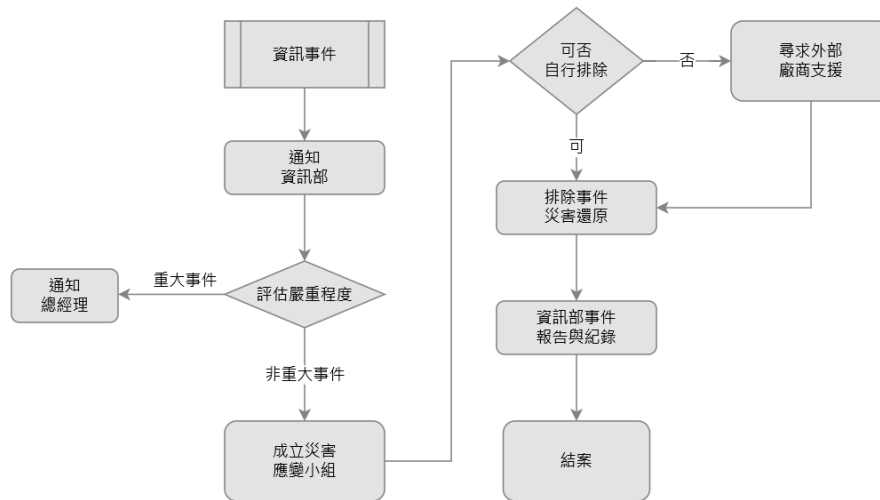 資訊事件
通知
資訊部
評估嚴重程度
重大事件
通知
總經理
非重大事件
成立災害
應變小組
可否
自行排除
否
尋求外部
廠商支援
可
排除事件
災害還原
資訊部事件
報告與紀錄
結案